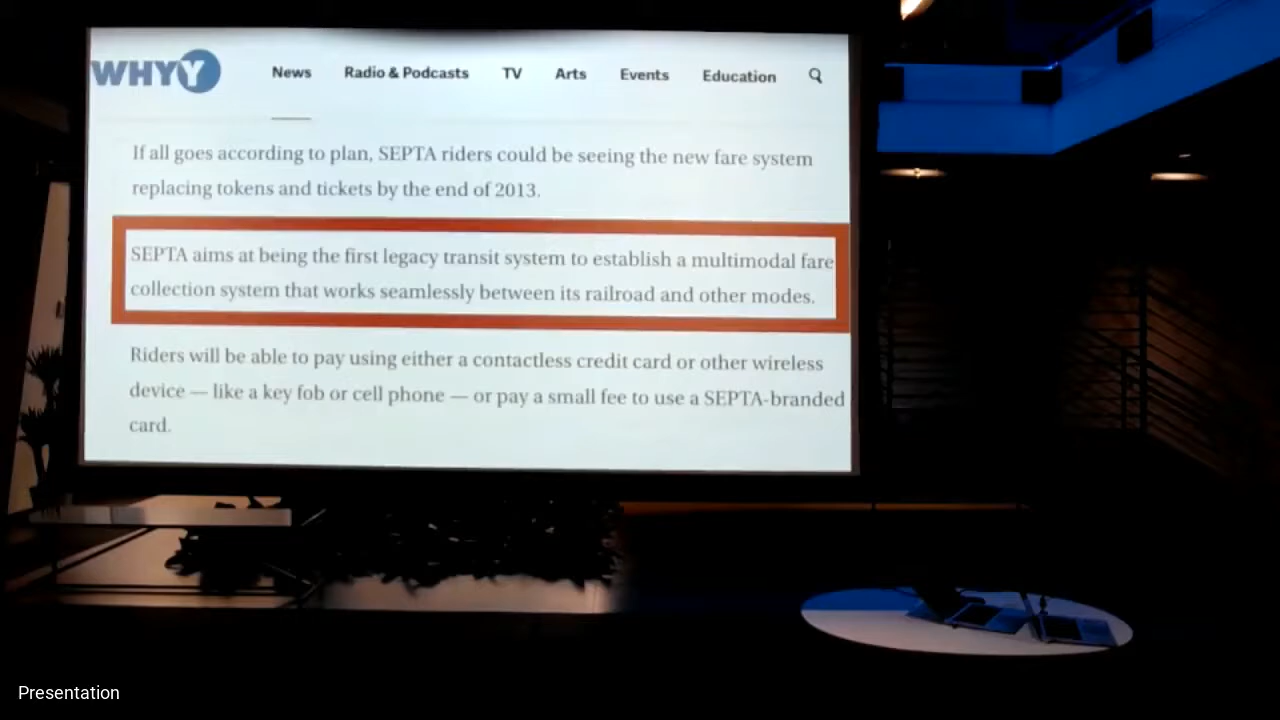 WHYY
News Radio & Podcasts TV Arts Events Education
If all goes according to plan, SEPTA riders could be seeing the new fare system
replacing tokens and tickets by the end of 2013.
SEPTA aims at being the first legacy transit system to establish a multimodal fare
collection system that works seamlessly between its railroad and other modes.
Riders will be able to pay using either a contactless credit card or other wireless
device — like a key fob or cell phone — or pay a small fee to use a SEPTA-branded
card.
Presentation